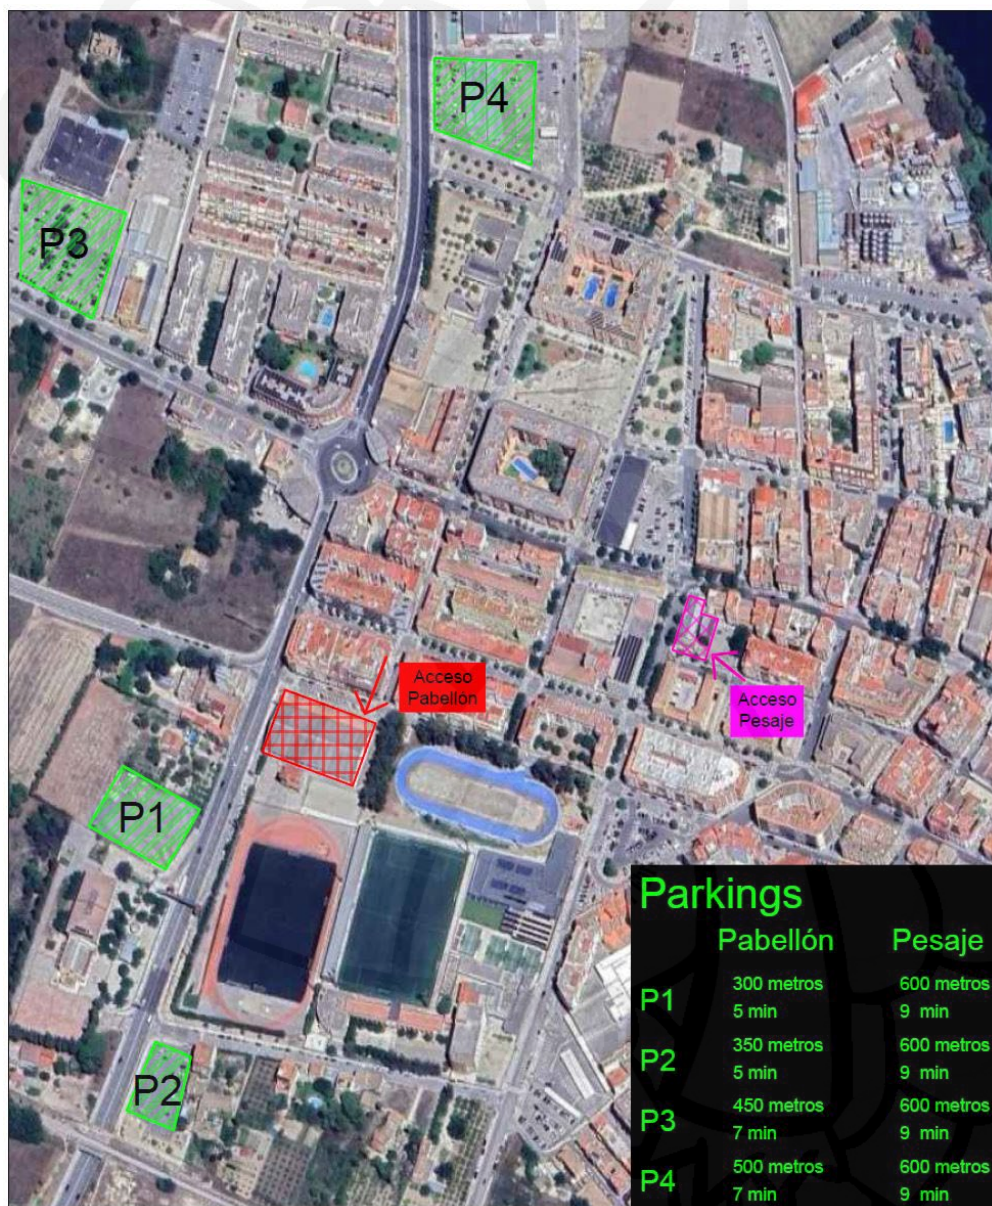 P4
P3
Acceso
Pabellón
Acceso
Pesaje
P1
P2
Parkings
Pabellón Pesaje
P1 300 metros 600 metros
5 min 9 min
P2 350 metros 600 metros
5 min 9 min
P3 450 metros 600 metros
7 min 9 min
P4 500 metros 600 metros
7 min 9 min